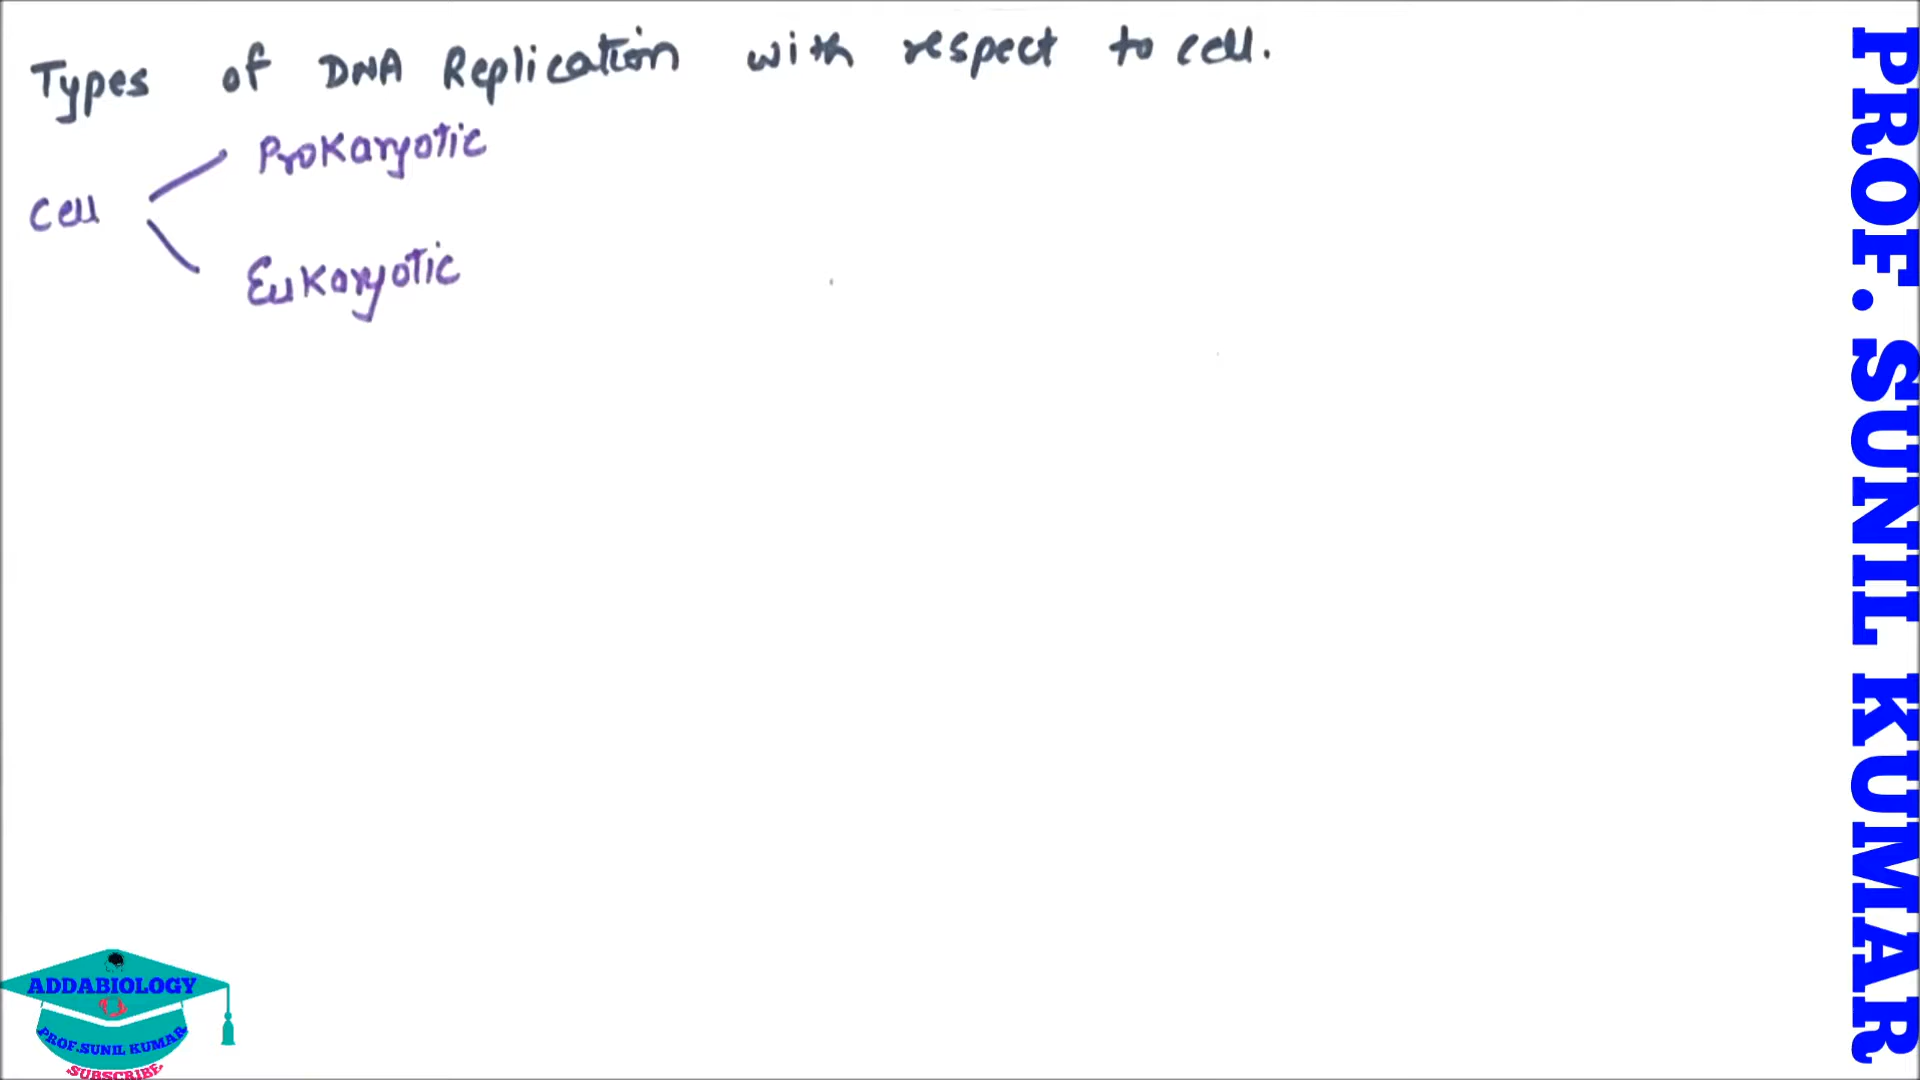 Types of DNA Replication with respect to cell.
Prokaryotic
Cell
Eukaryotic
PROF. SUNIL KUMAR
ADDABIOLOGY
PROF.SUNIL KUMAR
SUBSCRIBE